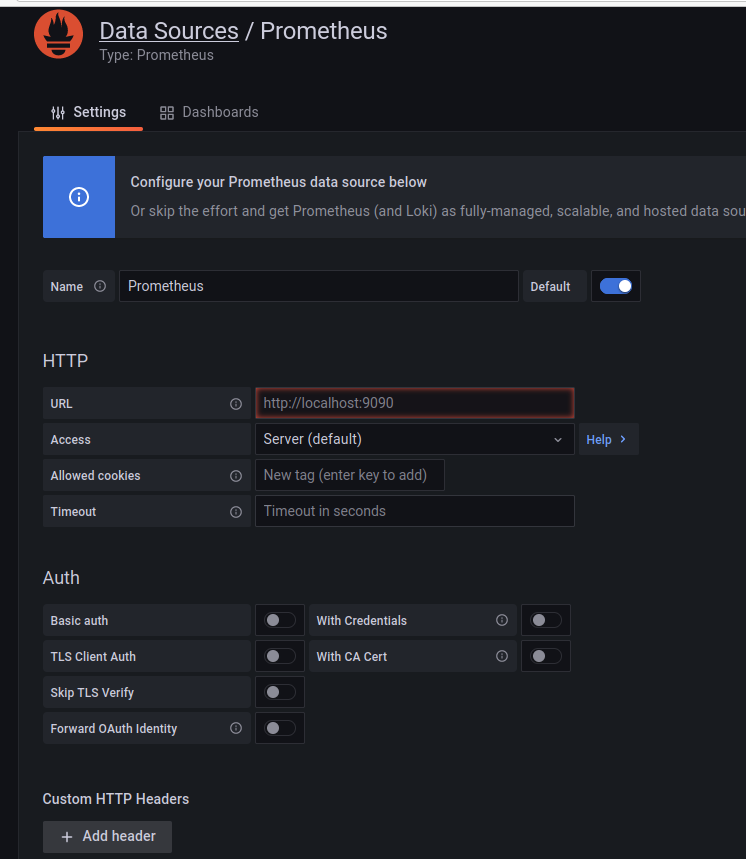 Data Sources / Prometheus
Type: Prometheus
Settings Dashboards
Configure your Prometheus data source below
Or skip the effort and get Prometheus (and Loki) as fully-managed, scalable, and hosted data sou
Name Prometheus Default
HTTP
URL http://localhost:9090
Access Server (default) Help
Allowed cookies New tag (enter key to add)
Timeout Timeout in seconds
Auth
Basic auth With Credentials
TLS Client Auth With CA Cert
Skip TLS Verify
Forward OAuth Identity
Custom HTTP Headers
+ Add header